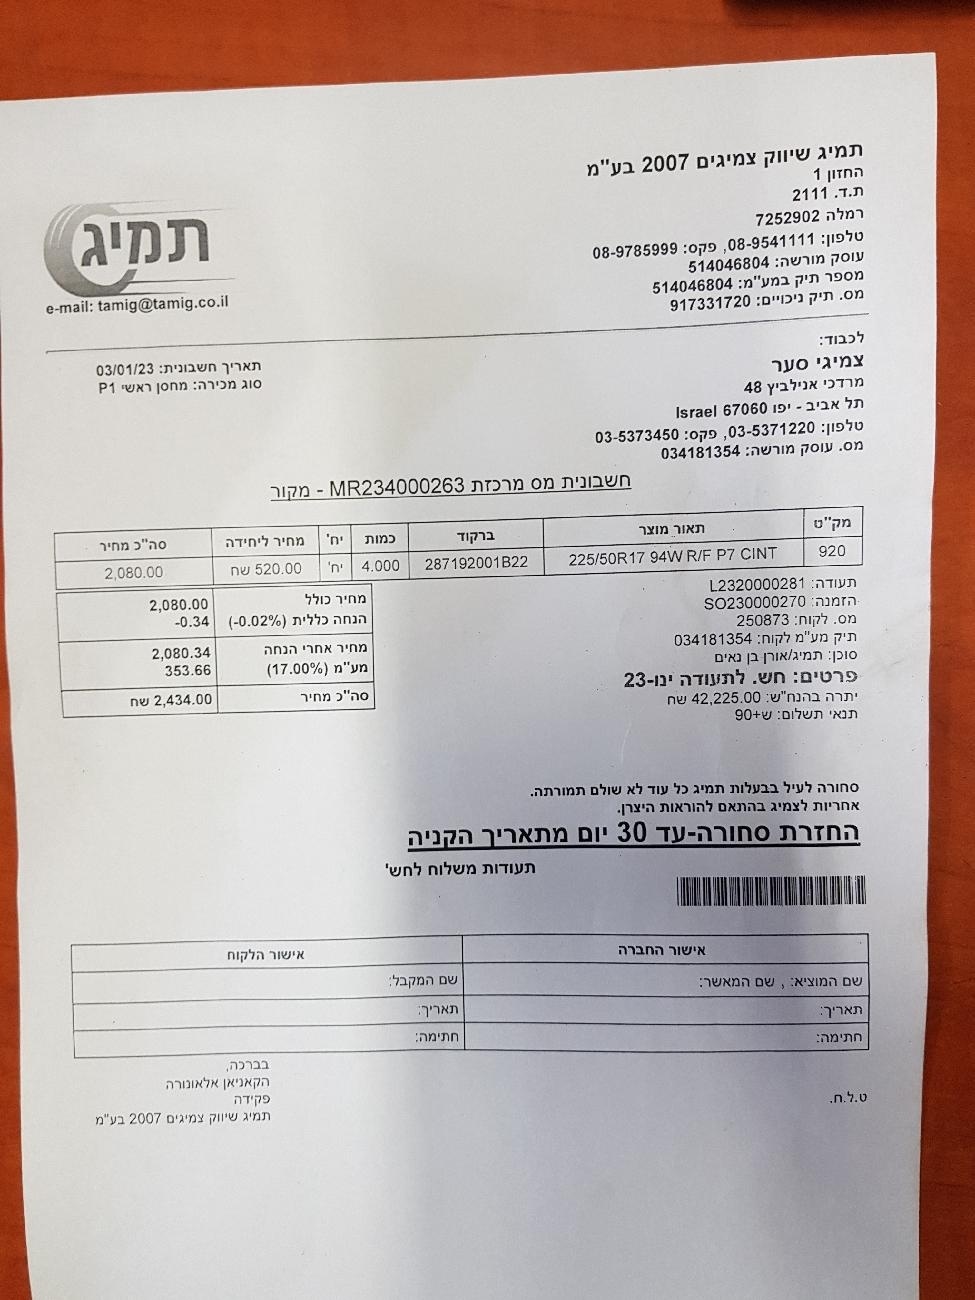 תמיג שיווק צמיגים 2007 בע"מ
החזון 1
ת.ד. 2111
רמלה 7252902
טלפון: 08-9541111, פקס: 08-9785999
עוסק מורשה: 514046804
מספר תיק במע"מ: 514046804
מס. תיק ניכויים: 917331720
תמיג
e-mail: tamig@tamig.co.il
לכבוד:
צמיגי סער
מרדכי אנילביץ 48
תל אביב - יפו 67060 Israel
טלפון: 03-5371220, פקס: 03-5373450
מס. עוסק מורשה: 034181354
תאריך חשבונית: 03/01/23
סוג מכירה: מחסן ראשי P1
חשבונית מס מרכזת MR234000263 - מקור
מק"ט תאור מוצר ברקוד כמות יח' מחיר ליחידה סה"כ מחיר
920 225/50R17 94W R/F P7 CINT 287192001B22 4.000 יח' 520.00 שח 2,080.00
תעודה: L2320000281
הזמנה: SO230000270
מס. לקוח: 250873
תיק מע"מ לקוח: 034181354
סוכן: תמיג/אורן בן נאים
פרטים: חש. לתעודה ינו-23
יתרה בהנח"ש: 42,225.00 שח
תנאי תשלום: ש+90
מחיר כולל 2,080.00
הנחה כללית (-0.02%) -0.34
מחיר אחרי הנחה 2,080.34
מע"מ (17.00%) 353.66
סה"כ מחיר 2,434.00 שח
סחורה לעיל בבעלות תמיג כל עוד לא שולם תמורתה.
אחריות לצמיג בהתאם להוראות היצרן.
החזרת סחורה-עד 30 יום מתאריך הקניה
תעודות משלוח לחש'
אישור החברה אישור הלקוח
שם המוציא: , שם המאשר: שם המקבל:
תאריך: תאריך:
חתימה: חתימה:
בברכה,
הקאניאן אלאונורה
פקידה
תמיג שיווק צמיגים 2007 בע"מ
ט.ל.ח.